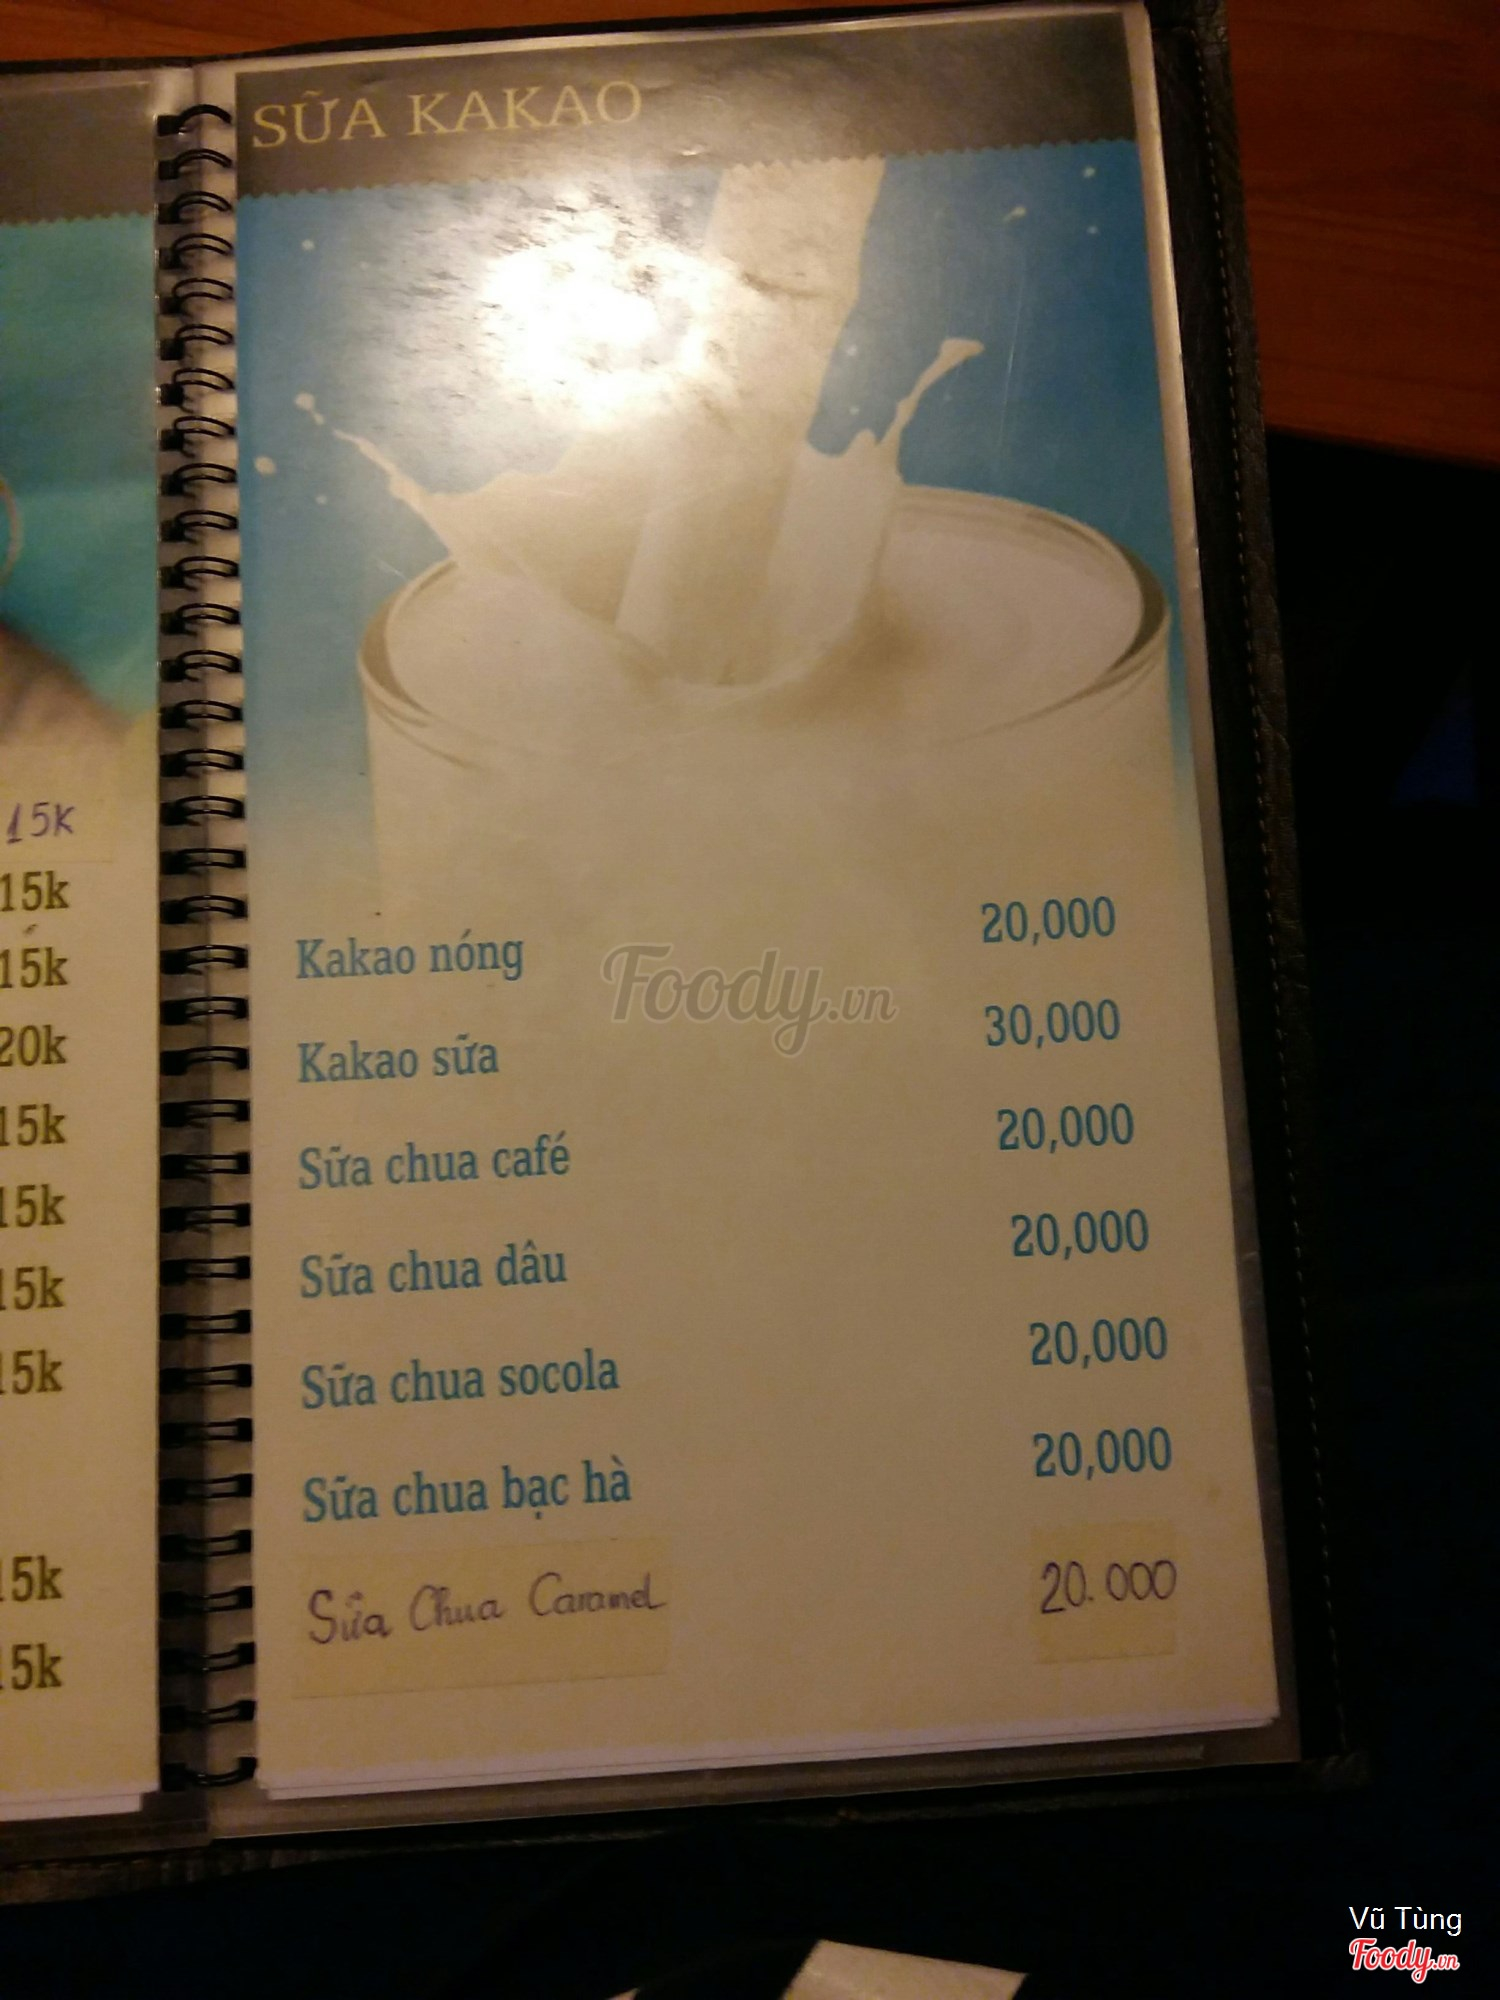 SỮA KAKAO
15K
15k
15k
20k
15k
15k
15k
15k
15k
15k
Kakao nóng 20,000
Kakao sữa 30,000
Sữa chua café 20,000
Sữa chua dâu 20,000
Sữa chua socola 20,000
Sữa chua bạc hà 20,000
Sữa Chua Caramel 20.000
Foody.vn
Vũ Tùng
Foody.vn